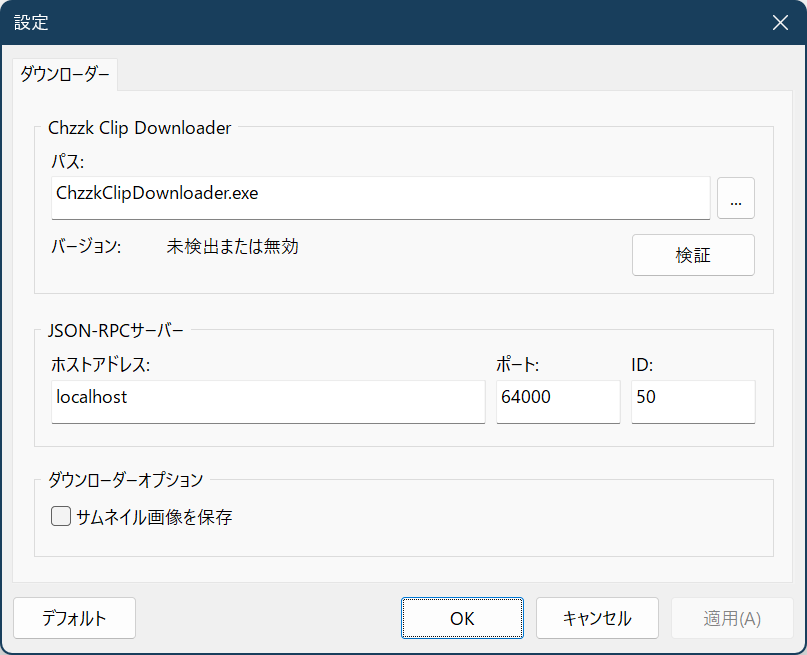 設定
ダウンローダー
Chzzk Clip Downloader
パス:
ChzzkClipDownloader.exe
...
バージョン: 未検出または無効
検証
JSON-RPCサーバー
ホストアドレス: ポート: ID:
localhost 64000 50
ダウンローダーオプション
サムネイル画像を保存
デフォルト OK キャンセル 適用(A)